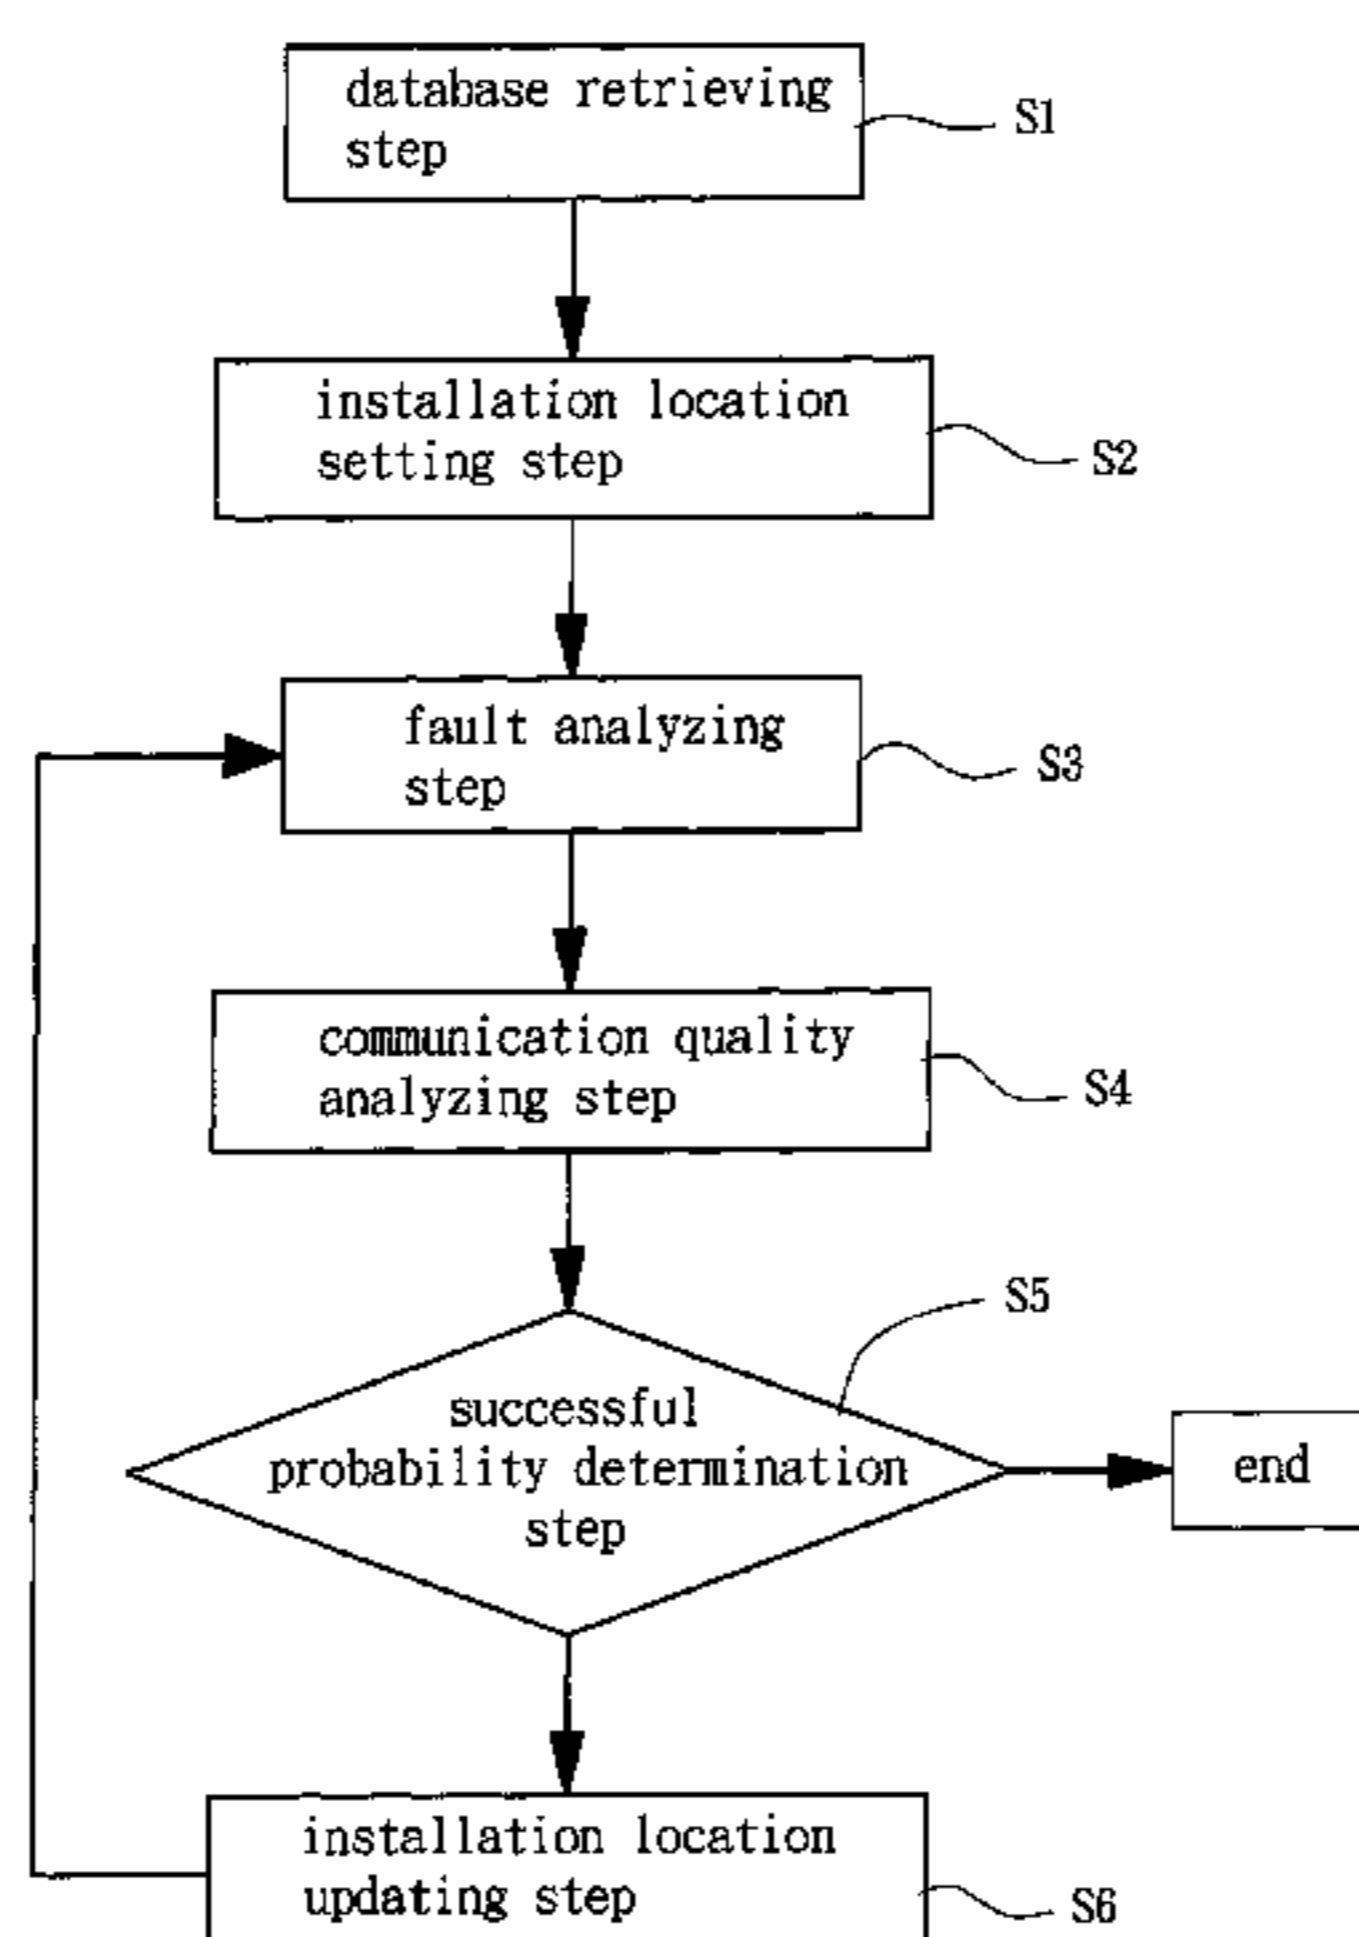 database retrieving
step
S1
installation location
setting step
S2
fault analyzing
step
S3
communication quality
analyzing step
S4
S5
successful
probability determination
step
end
installation location
updating step
S6